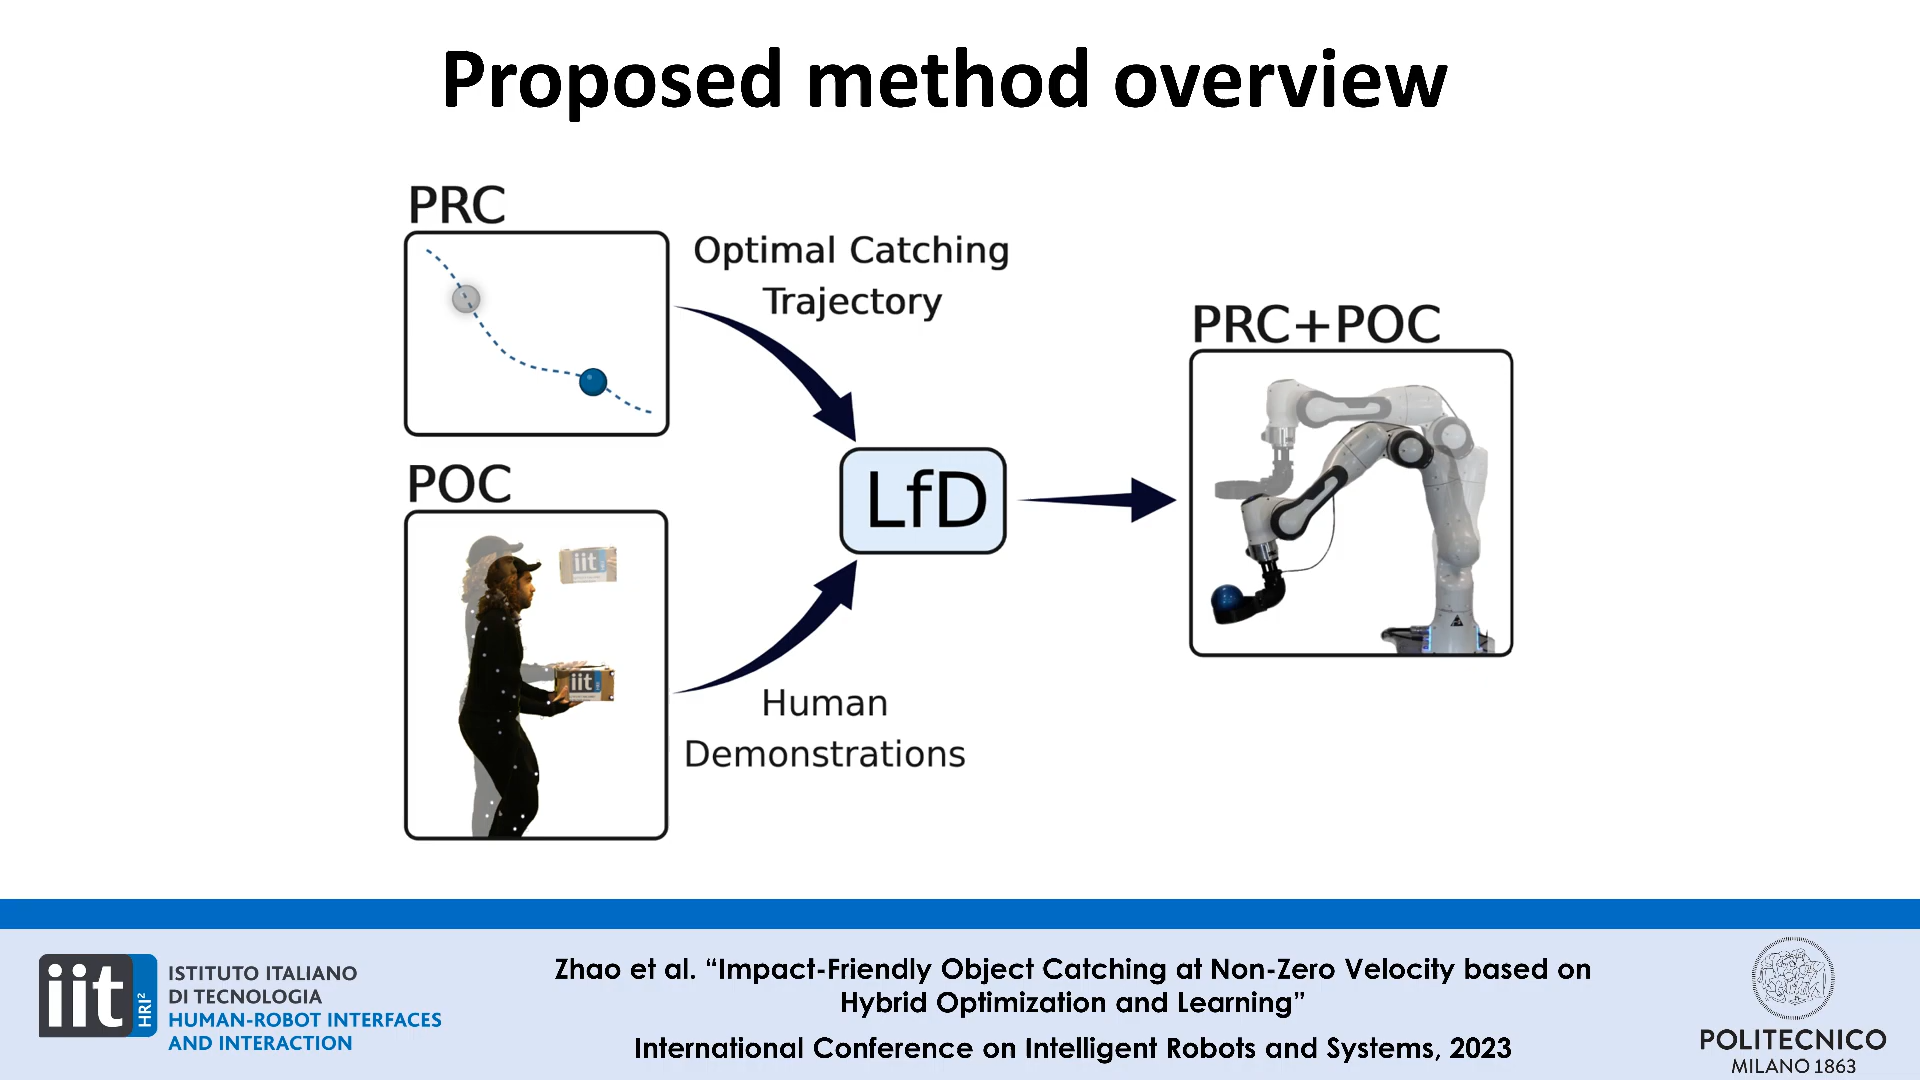 Proposed method overview
PRC
Optimal Catching
Trajectory
PRC+POC
POC
LfD
iit
iit
Human
Demonstrations
iit
HRI²
ISTITUTO ITALIANO
DI TECNOLOGIA
HUMAN-ROBOT INTERFACES
AND INTERACTION
Zhao et al. “Impact-Friendly Object Catching at Non-Zero Velocity based on
Hybrid Optimization and Learning”
International Conference on Intelligent Robots and Systems, 2023
POLITECNICO
MILANO 1863